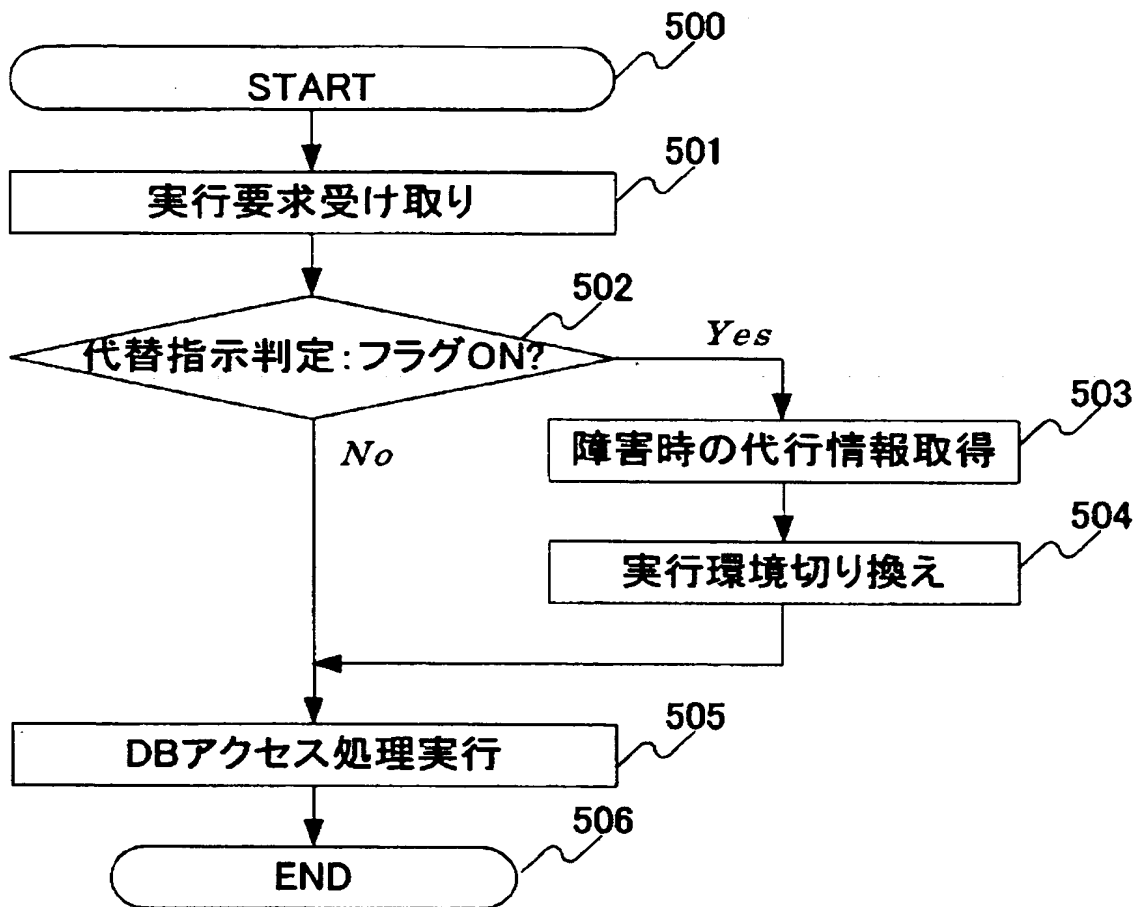 500
START
501
実行要求受け取り
502
代替指示判定:フラグON?
Yes
No
503
障害時の代行情報取得
504
実行環境切り換え
505
DBアクセス処理実行
506
END